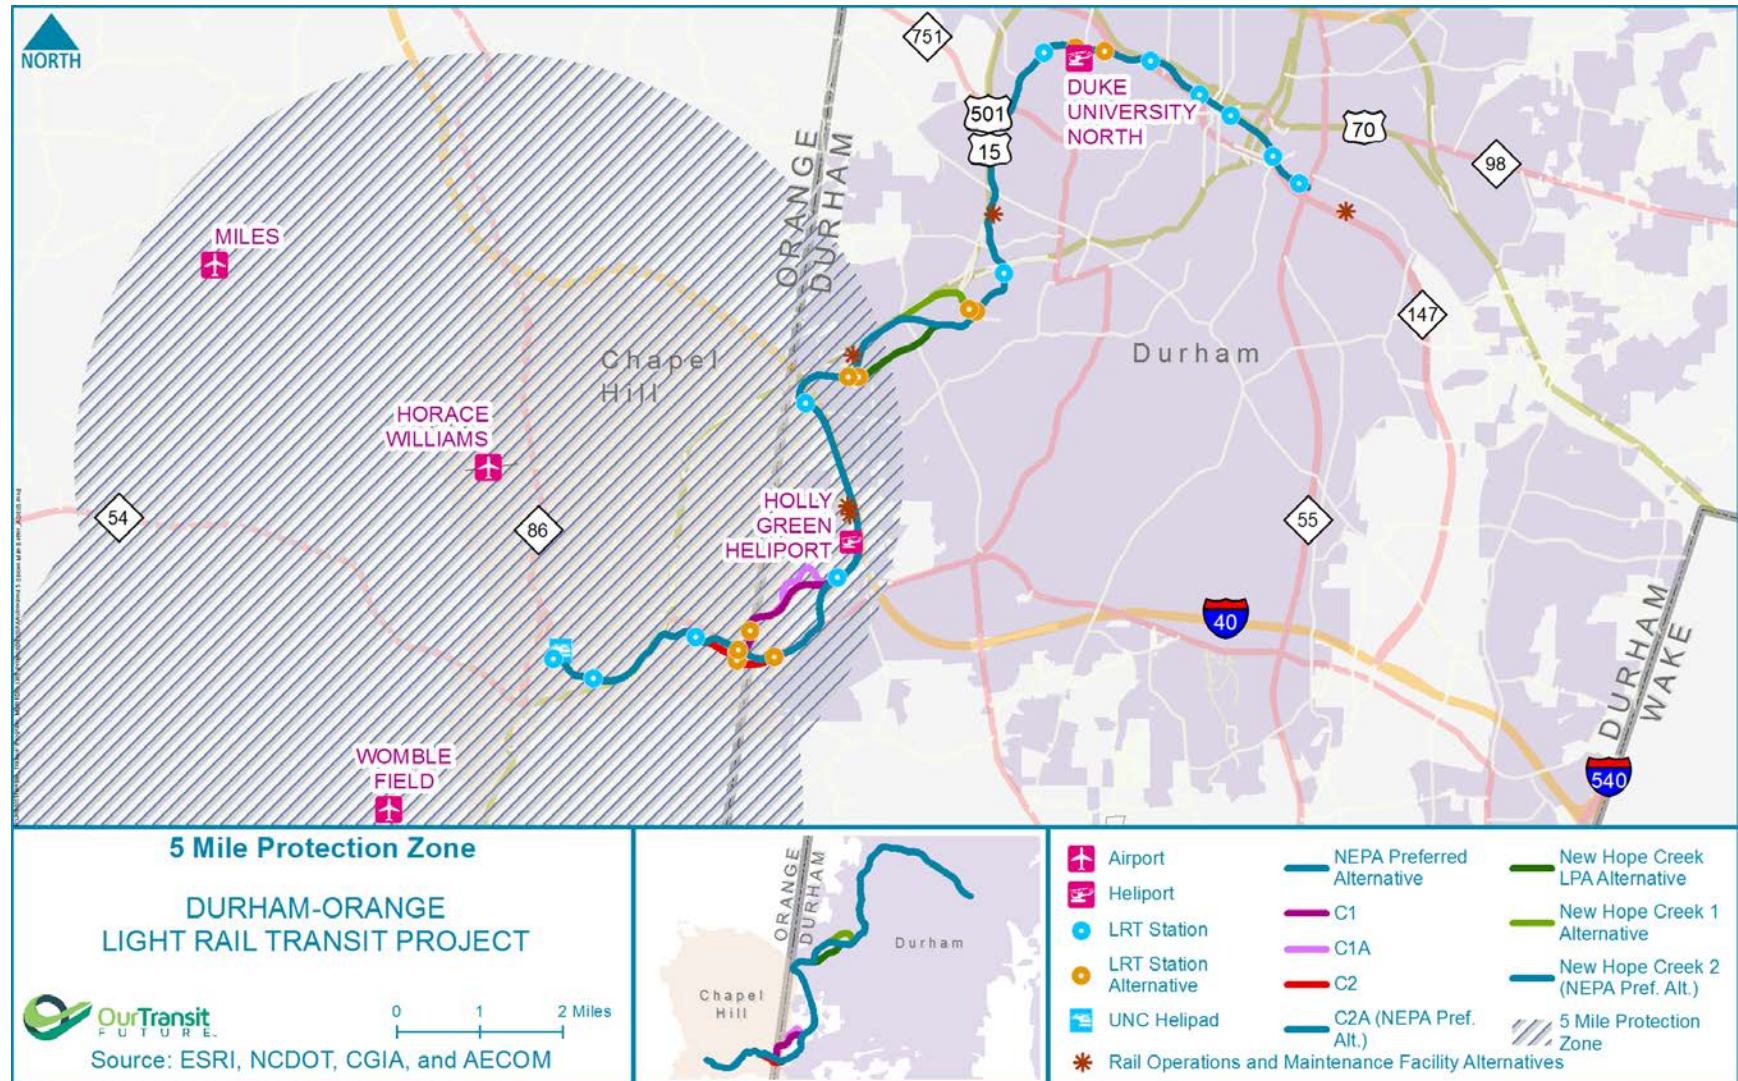 NORTH
751
DUKE
UNIVERSITY
NORTH
501
15
70
98
ORANGE
DURHAM
MILES
147
Chapel
Hill
Durham
HORACE
WILLIAMS
54
86
HOLLY
GREEN
HELIPORT
55
40
DURHAM
WAKE
WOMBLE
FIELD
540
5 Mile Protection Zone
DURHAM-ORANGE
LIGHT RAIL TRANSIT PROJECT
OurTransit
FUTURE
0 1 2 Miles
Source: ESRI, NCDOT, CGIA, and AECOM
ORANGE
DURHAM
Durham
Chapel
Hill
Airport
Heliport
LRT Station
LRT Station
Alternative
UNC Helipad
Rail Operations and Maintenance Facility Alternatives
NEPA Preferred
Alternative
C1
C1A
C2
C2A (NEPA Pref.
Alt.)
New Hope Creek
LPA Alternative
New Hope Creek 1
Alternative
New Hope Creek 2
(NEPA Pref. Alt.)
5 Mile Protection
Zone